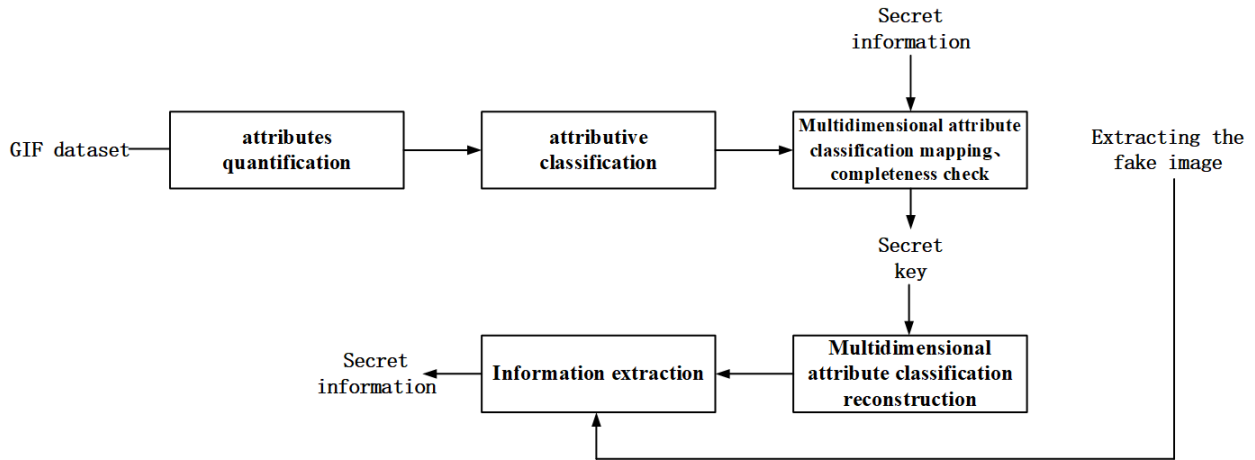 Secret
information
GIF dataset
attributes
quantification
attributive
classification
Multidimensional attribute
classification mapping、
completeness check
Extracting the
fake image
Secret
key
Secret
information
Information extraction
Multidimensional
attribute classification
reconstruction